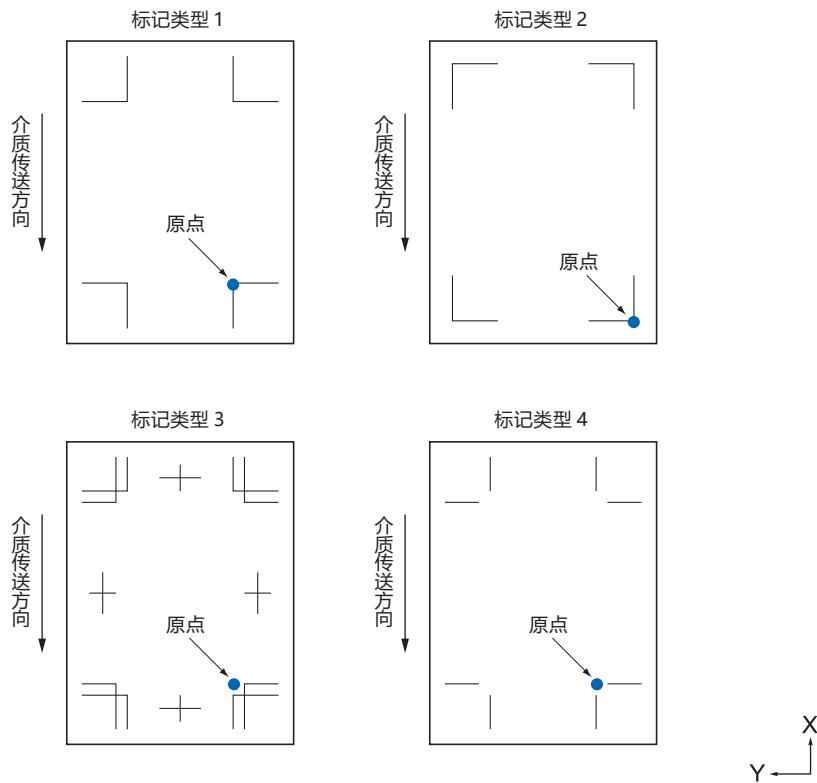 标记类型 1
标记类型 2
介质传送方向
原点
介质传送方向
原点
标记类型 3
标记类型 4
介质传送方向
原点
介质传送方向
原点
X
Y